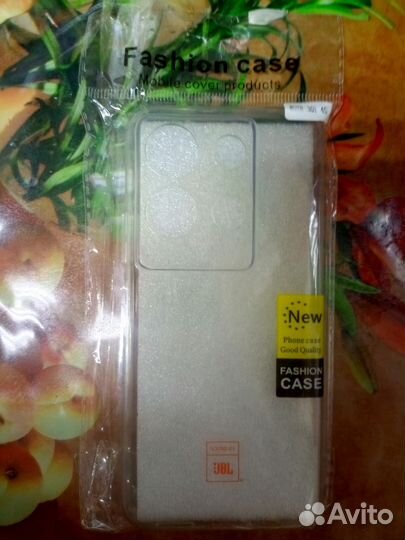 Fashion case
Mobile cover products
New
Phone case
Good Quality
FASHION
CASE
JBL
Avito